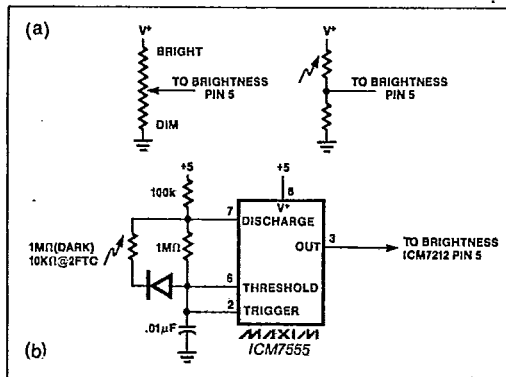 (a)
V+
BRIGHT
TO BRIGHTNESS
PIN 5
DIM
V+
TO BRIGHTNESS
PIN 5
+5
100k
+5
8
V+
7
DISCHARGE
1MΩ(DARK)
10KΩ@2FTC
1MΩ
OUT
3
TO BRIGHTNESS
ICM7212 PIN 5
6
THRESHOLD
2
TRIGGER
.01µF
MAXIM
ICM7555
(b)